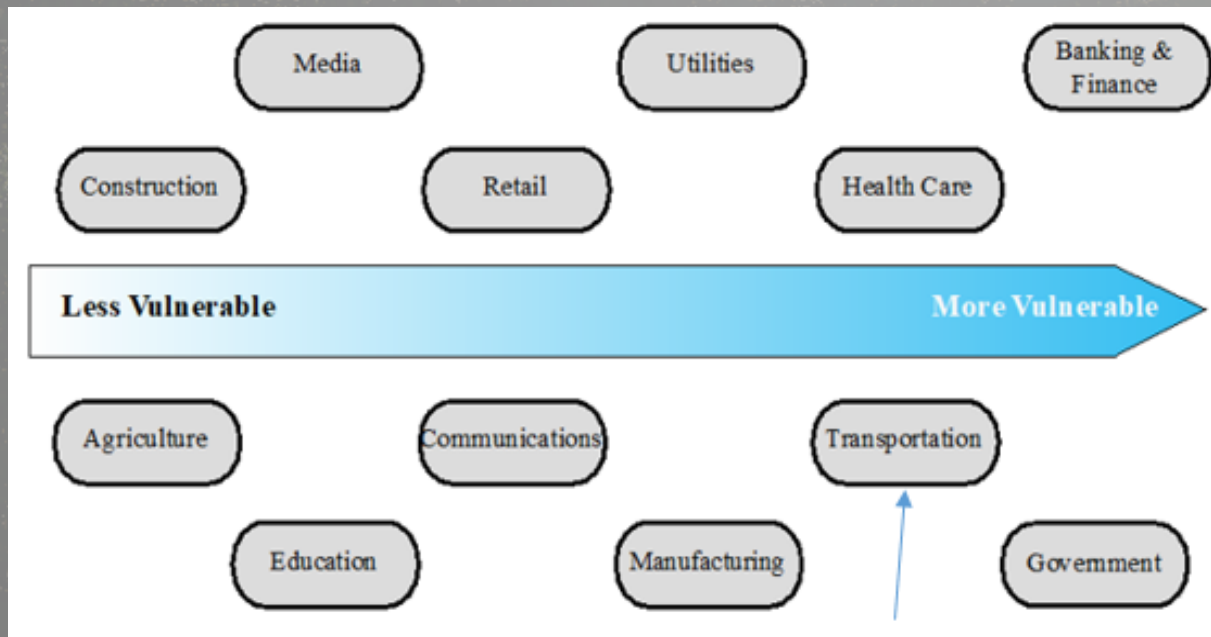 Media
Utilities
Banking &
Finance
Construction
Retail
Health Care
Less Vulnerable
More Vulnerable
Agriculture
Communications
Transportation
Education
Manufacturing
Government